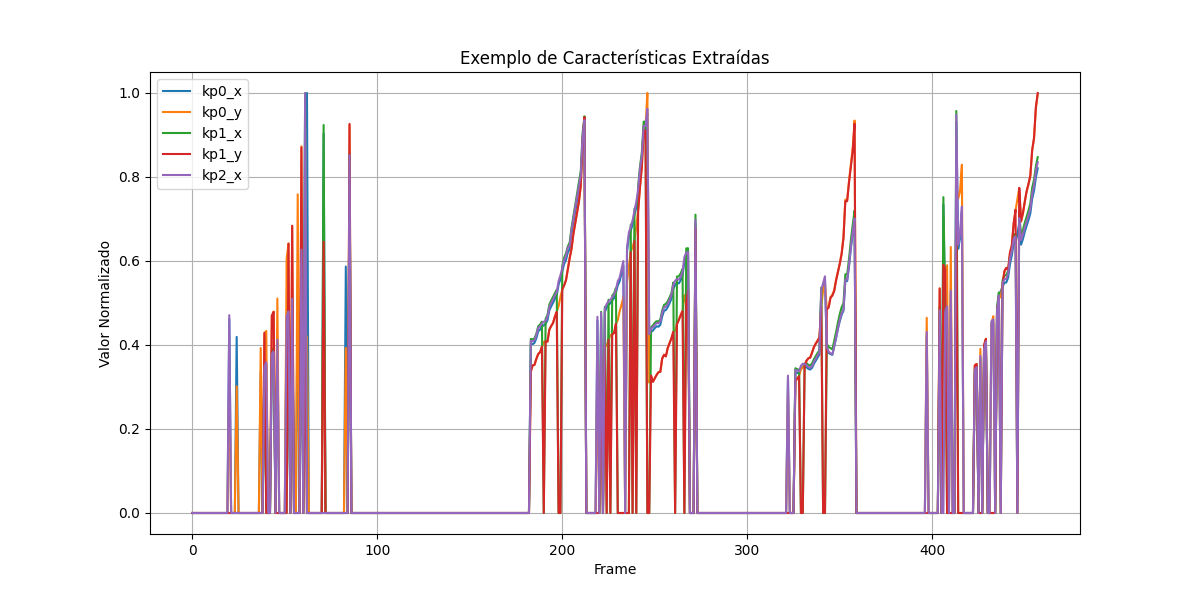 Exemplo de Características Extraídas
kp0_x
kp0_y
kp1_x
kp1_y
kp2_x
Valor Normalizado
1.0
0.8
0.6
0.4
0.2
0.0
0 100 200 300 400
Frame